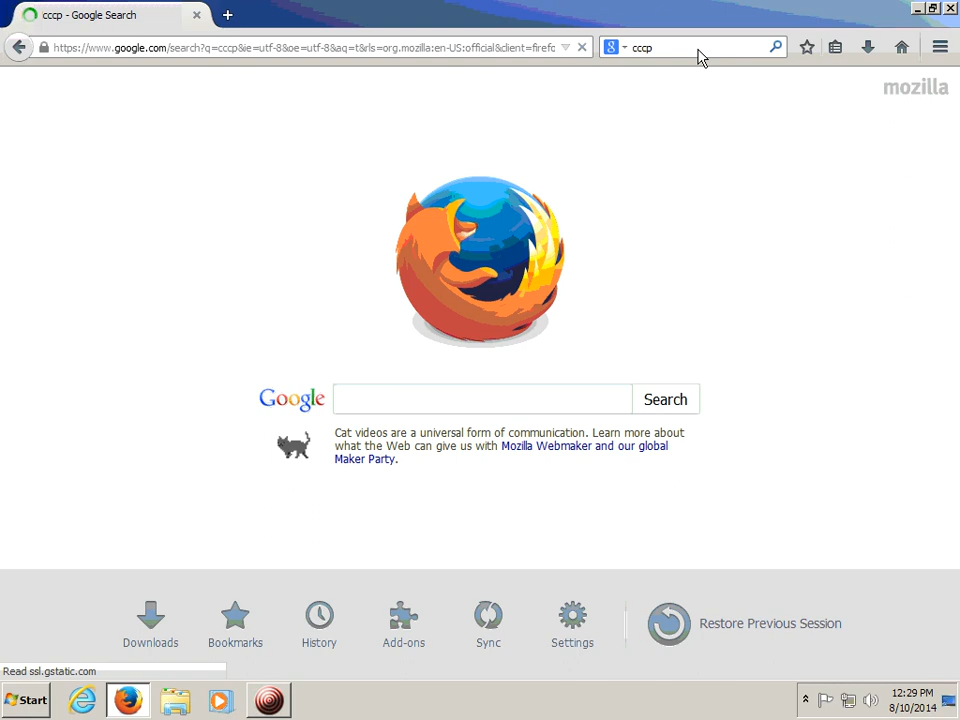 cccp - Google Search
https://www.google.com/search?q=cccp&ie=utf-8&oe=utf-8&aq=t&rls=org.mozilla:en-US:official&client=firefo
8 cccp
mozilla
Google
Search
Cat videos are a universal form of communication. Learn more about
what the Web can give us with Mozilla Webmaker and our global
Maker Party.
Downloads
Bookmarks
History
Add-ons
Sync
Settings
Restore Previous Session
Read ssl.gstatic.com
Start
12:29 PM
8/10/2014